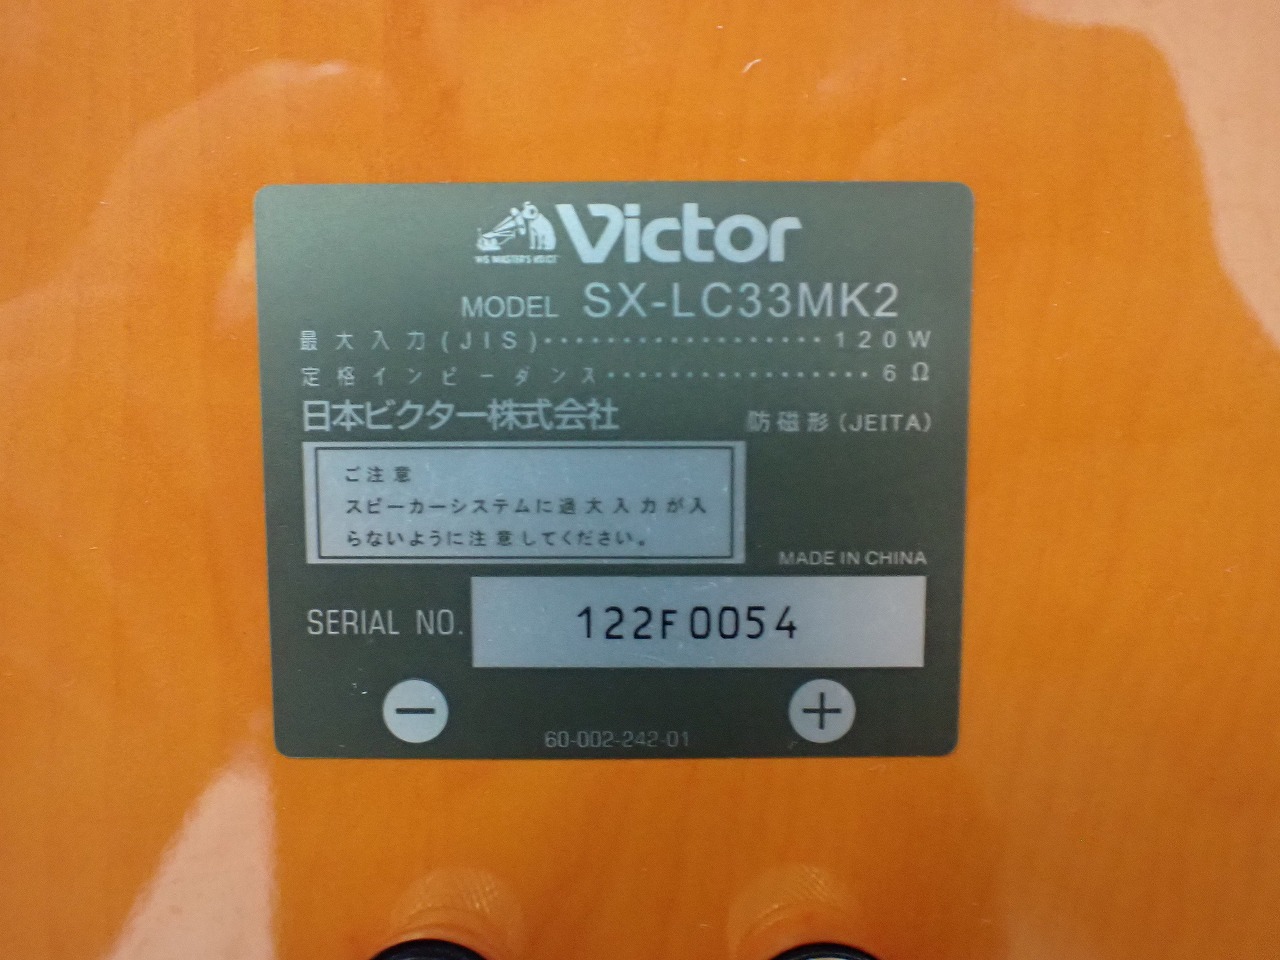 HIS MASTER'S VOICE
Victor
MODEL SX-LC33MK2
最大入力(JIS)··················120W
定格インピーダンス·················6Ω
日本ビクター株式会社 防磁形(JEITA)
ご注意
スピーカーシステムに過大入力が入
らないように注意してください。
MADE IN CHINA
SERIAL NO. 122F0054
− +
60-002-242-01